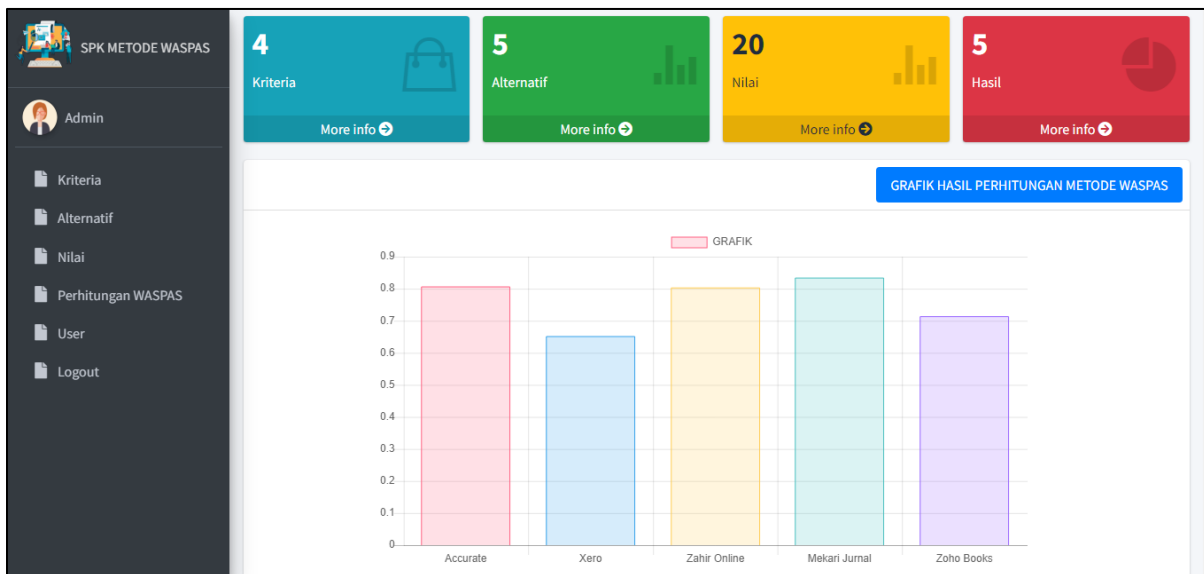 SPK METODE WASPAS
Admin
Kriteria
Alternatif
Nilai
Perhitungan WASPAS
User
Logout
4
Kriteria
More info
5
Alternatif
More info
20
Nilai
More info
5
Hasil
More info
GRAFIK HASIL PERHITUNGAN METODE WASPAS
GRAFIK
0.9
0.8
0.7
0.6
0.5
0.4
0.3
0.2
0.1
0
Accurate Xero Zahir Online Mekari Jurnal Zoho Books